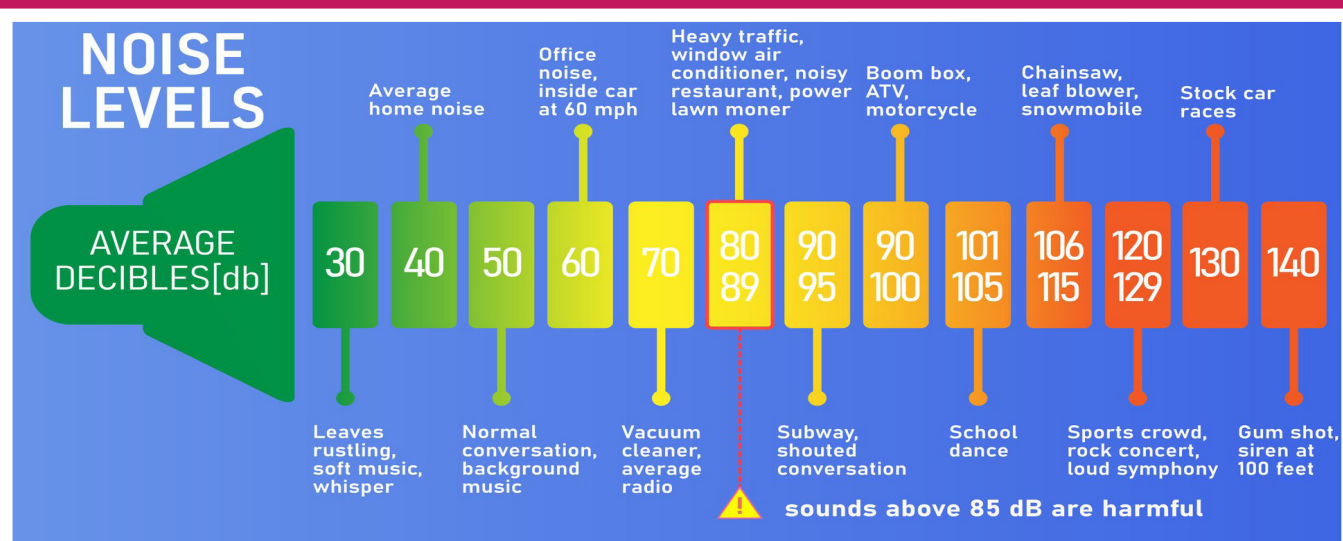 NOISE
LEVELS
Average
home noise
Office
noise,
inside car
at 60 mph
Heavy traffic,
window air
conditioner, noisy
restaurant, power
lawn moner
Boom box,
ATV,
motorcycle
Chainsaw,
leaf blower,
snowmobile
Stock car
races
AVERAGE
DECIBLES[db]
30
40
50
60
70
80
89
90
95
90
100
101
105
106
115
120
129
130
140
Leaves
rustling,
soft music,
whisper
Normal
conversation,
background
music
Vacuum
cleaner,
average
radio
Subway,
shouted
conversation
School
dance
Sports crowd,
rock concert,
loud symphony
Gum shot,
siren at
100 feet
! sounds above 85 dB are harmful